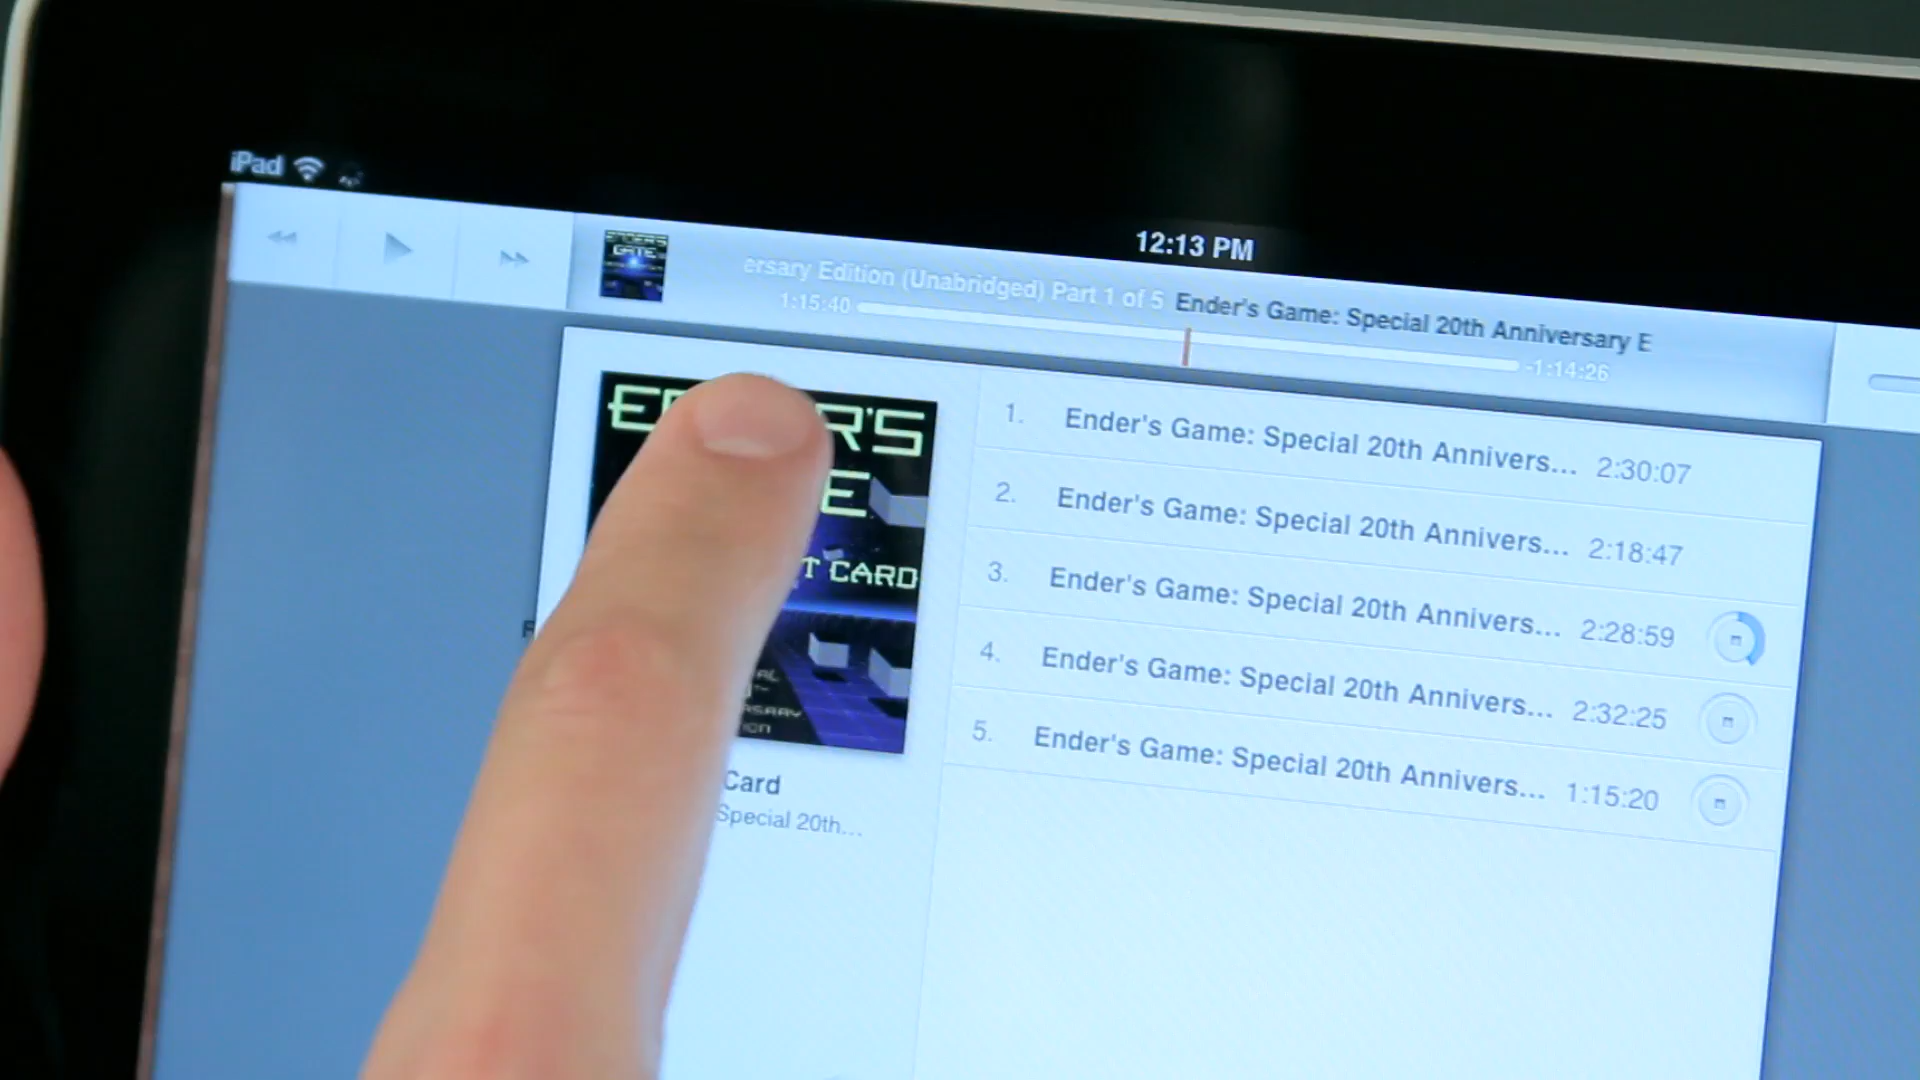 iPad
12:13 PM
ersary Edition (Unabridged) Part 1 of 5 Ender's Game: Special 20th Anniversary E
1:15:40 -1:14:26
1. Ender's Game: Special 20th Annivers... 2:30:07
2. Ender's Game: Special 20th Annivers... 2:18:47
3. Ender's Game: Special 20th Annivers... 2:28:59
4. Ender's Game: Special 20th Annivers... 2:32:25
5. Ender's Game: Special 20th Annivers... 1:15:20
R'S
E
T CARD
Card
Special 20th...